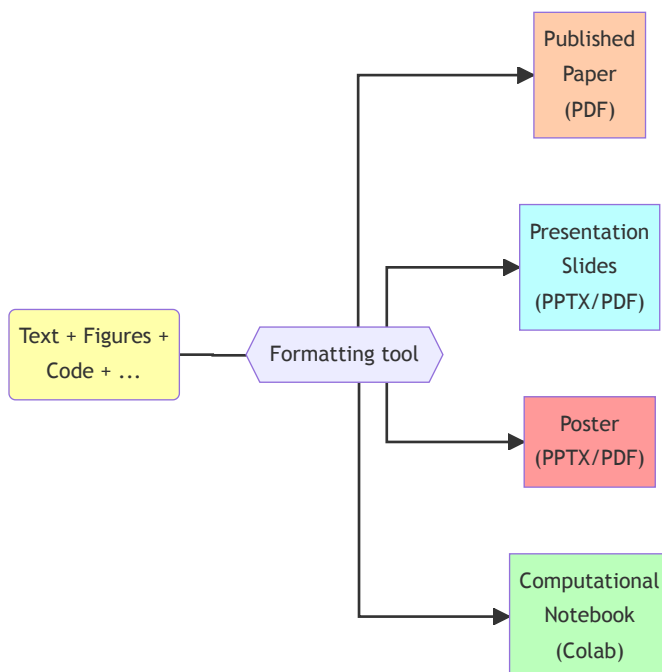 Published
Paper
(PDF)
Presentation
Slides
(PPTX/PDF)
Text + Figures +
Code + ...
Formatting tool
Poster
(PPTX/PDF)
Computational
Notebook
(Colab)